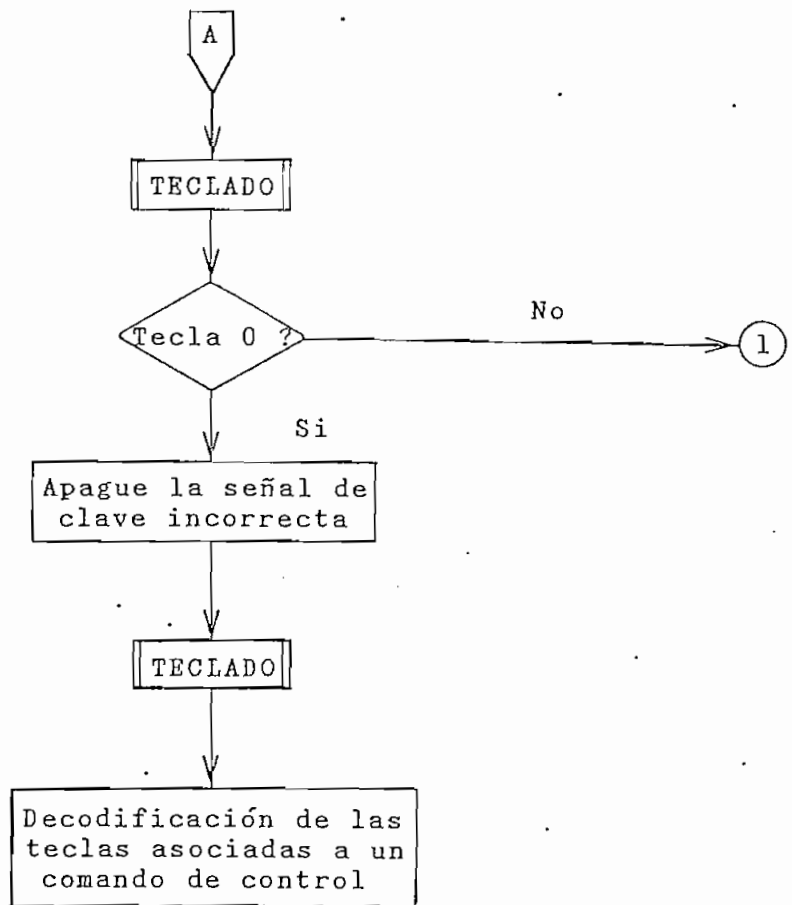 A
TECLADO
Tecla 0 ?
No
1
Si
Apague la señal de
clave incorrecta
TECLADO
Decodificación de las
teclas asociadas a un
comando de control